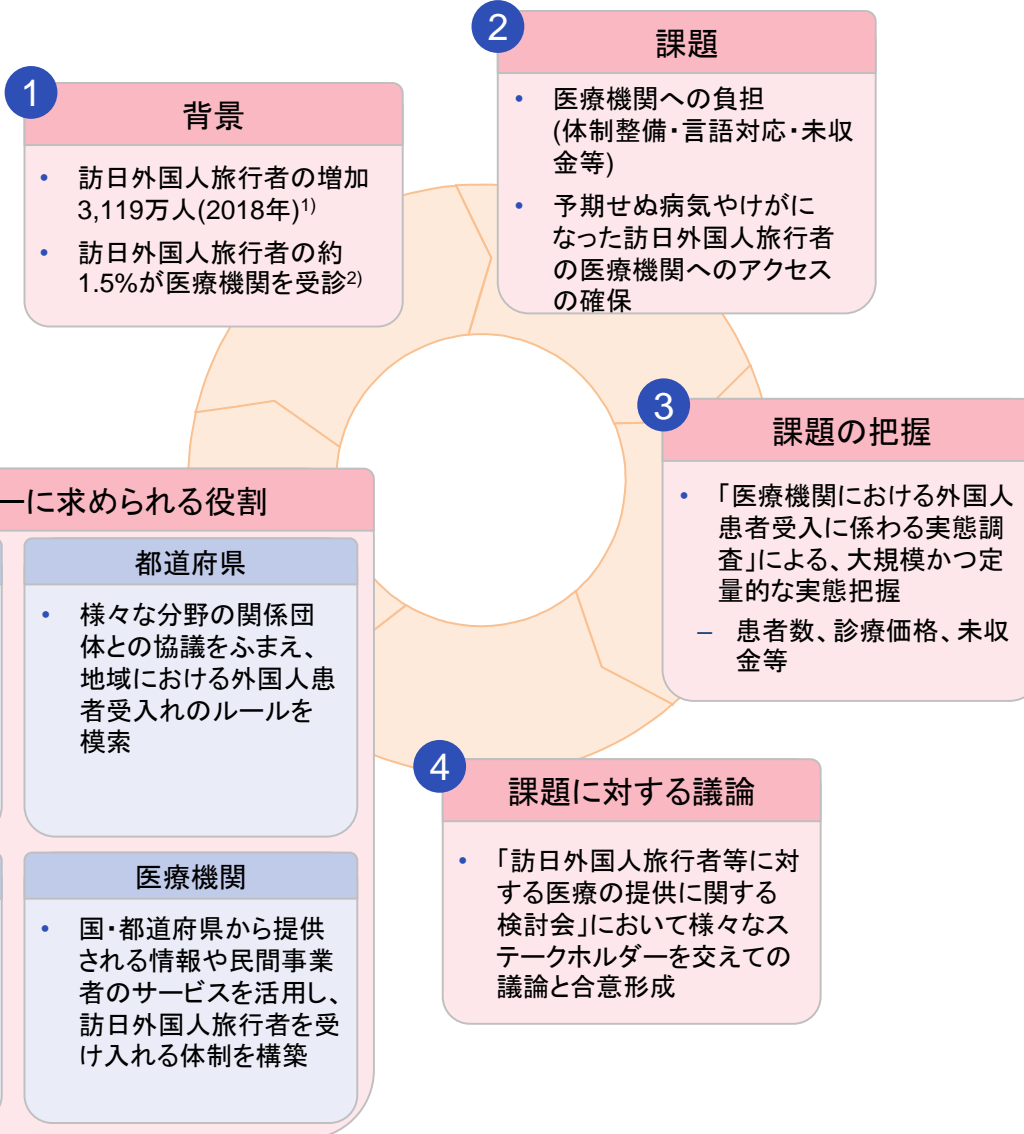 1
背景
• 訪日外国人旅行者の増加
3,119万人(2018年)1)
• 訪日外国人旅行者の約
1.5%が医療機関を受診2)
2
課題
• 医療機関への負担
(体制整備・言語対応・未収
金等)
• 予期せぬ病気やけがに
なった訪日外国人旅行者
の医療機関へのアクセス
の確保
3
課題の把握
• 「医療機関における外国人
患者受入に係わる実態調
査」による、大規模かつ定
量的な実態把握
– 患者数、診療価格、未収
金等
4
課題に対する議論
• 「訪日外国人旅行者等に対
する医療の提供に関する
検討会」において様々なス
テークホルダーを交えての
議論と合意形成
ーに求められる役割
都道府県
• 様々な分野の関係団
体との協議をふまえ、
地域における外国人患
者受入れのルールを
模索
医療機関
• 国・都道府県から提供
される情報や民間事業
者のサービスを活用し、
訪日外国人旅行者を受
け入れる体制を構築